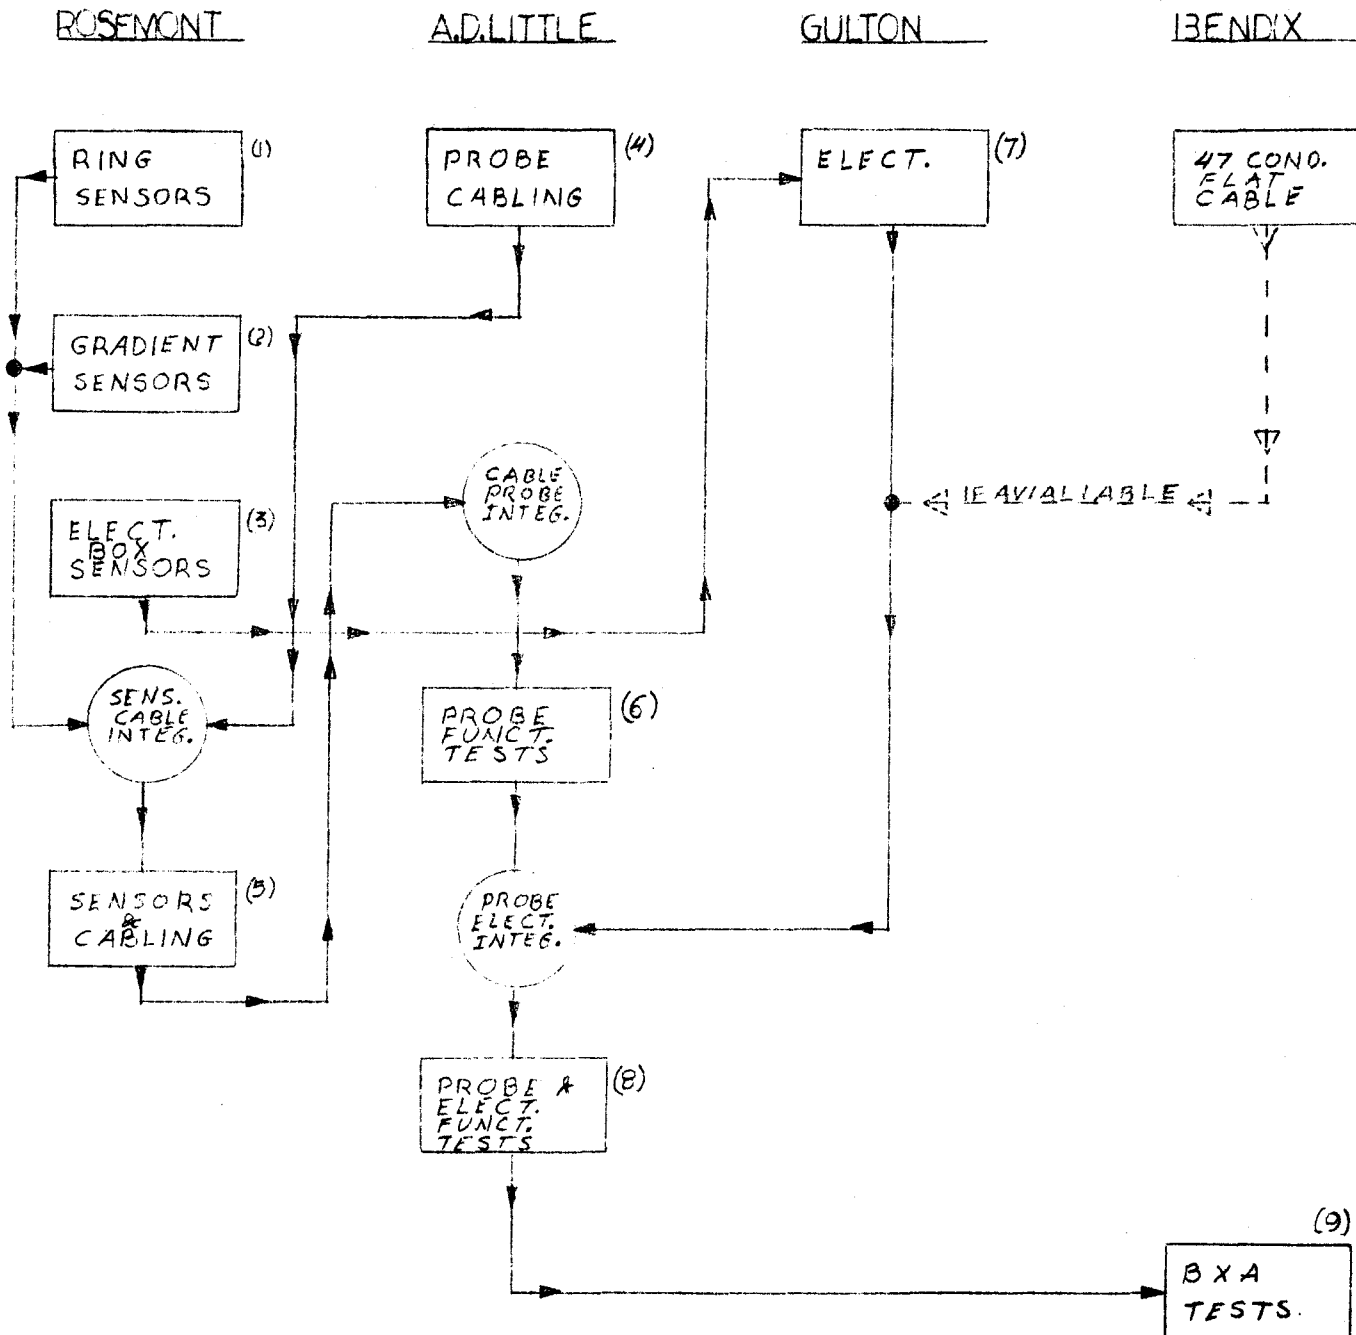 ROSEMONT
A.D.LITTLE
GULTON
BENDIX
RING
SENSORS
(1)
PROBE
CABLING
(4)
ELECT.
(7)
47 COND.
FLAT
CABLE
GRADIENT
SENSORS
(2)
CABLE
PROBE
INTEG.
IF AVIALLABLE
ELECT.
BOX
SENSORS
(3)
SENS.
CABLE
INTEG.
PROBE
FUNCT.
TESTS
(6)
SENSORS
&
CABLING
(5)
PROBE
ELECT.
INTEG.
PROBE &
ELECT.
FUNCT.
TESTS
(8)
(9)
B X A
TESTS.